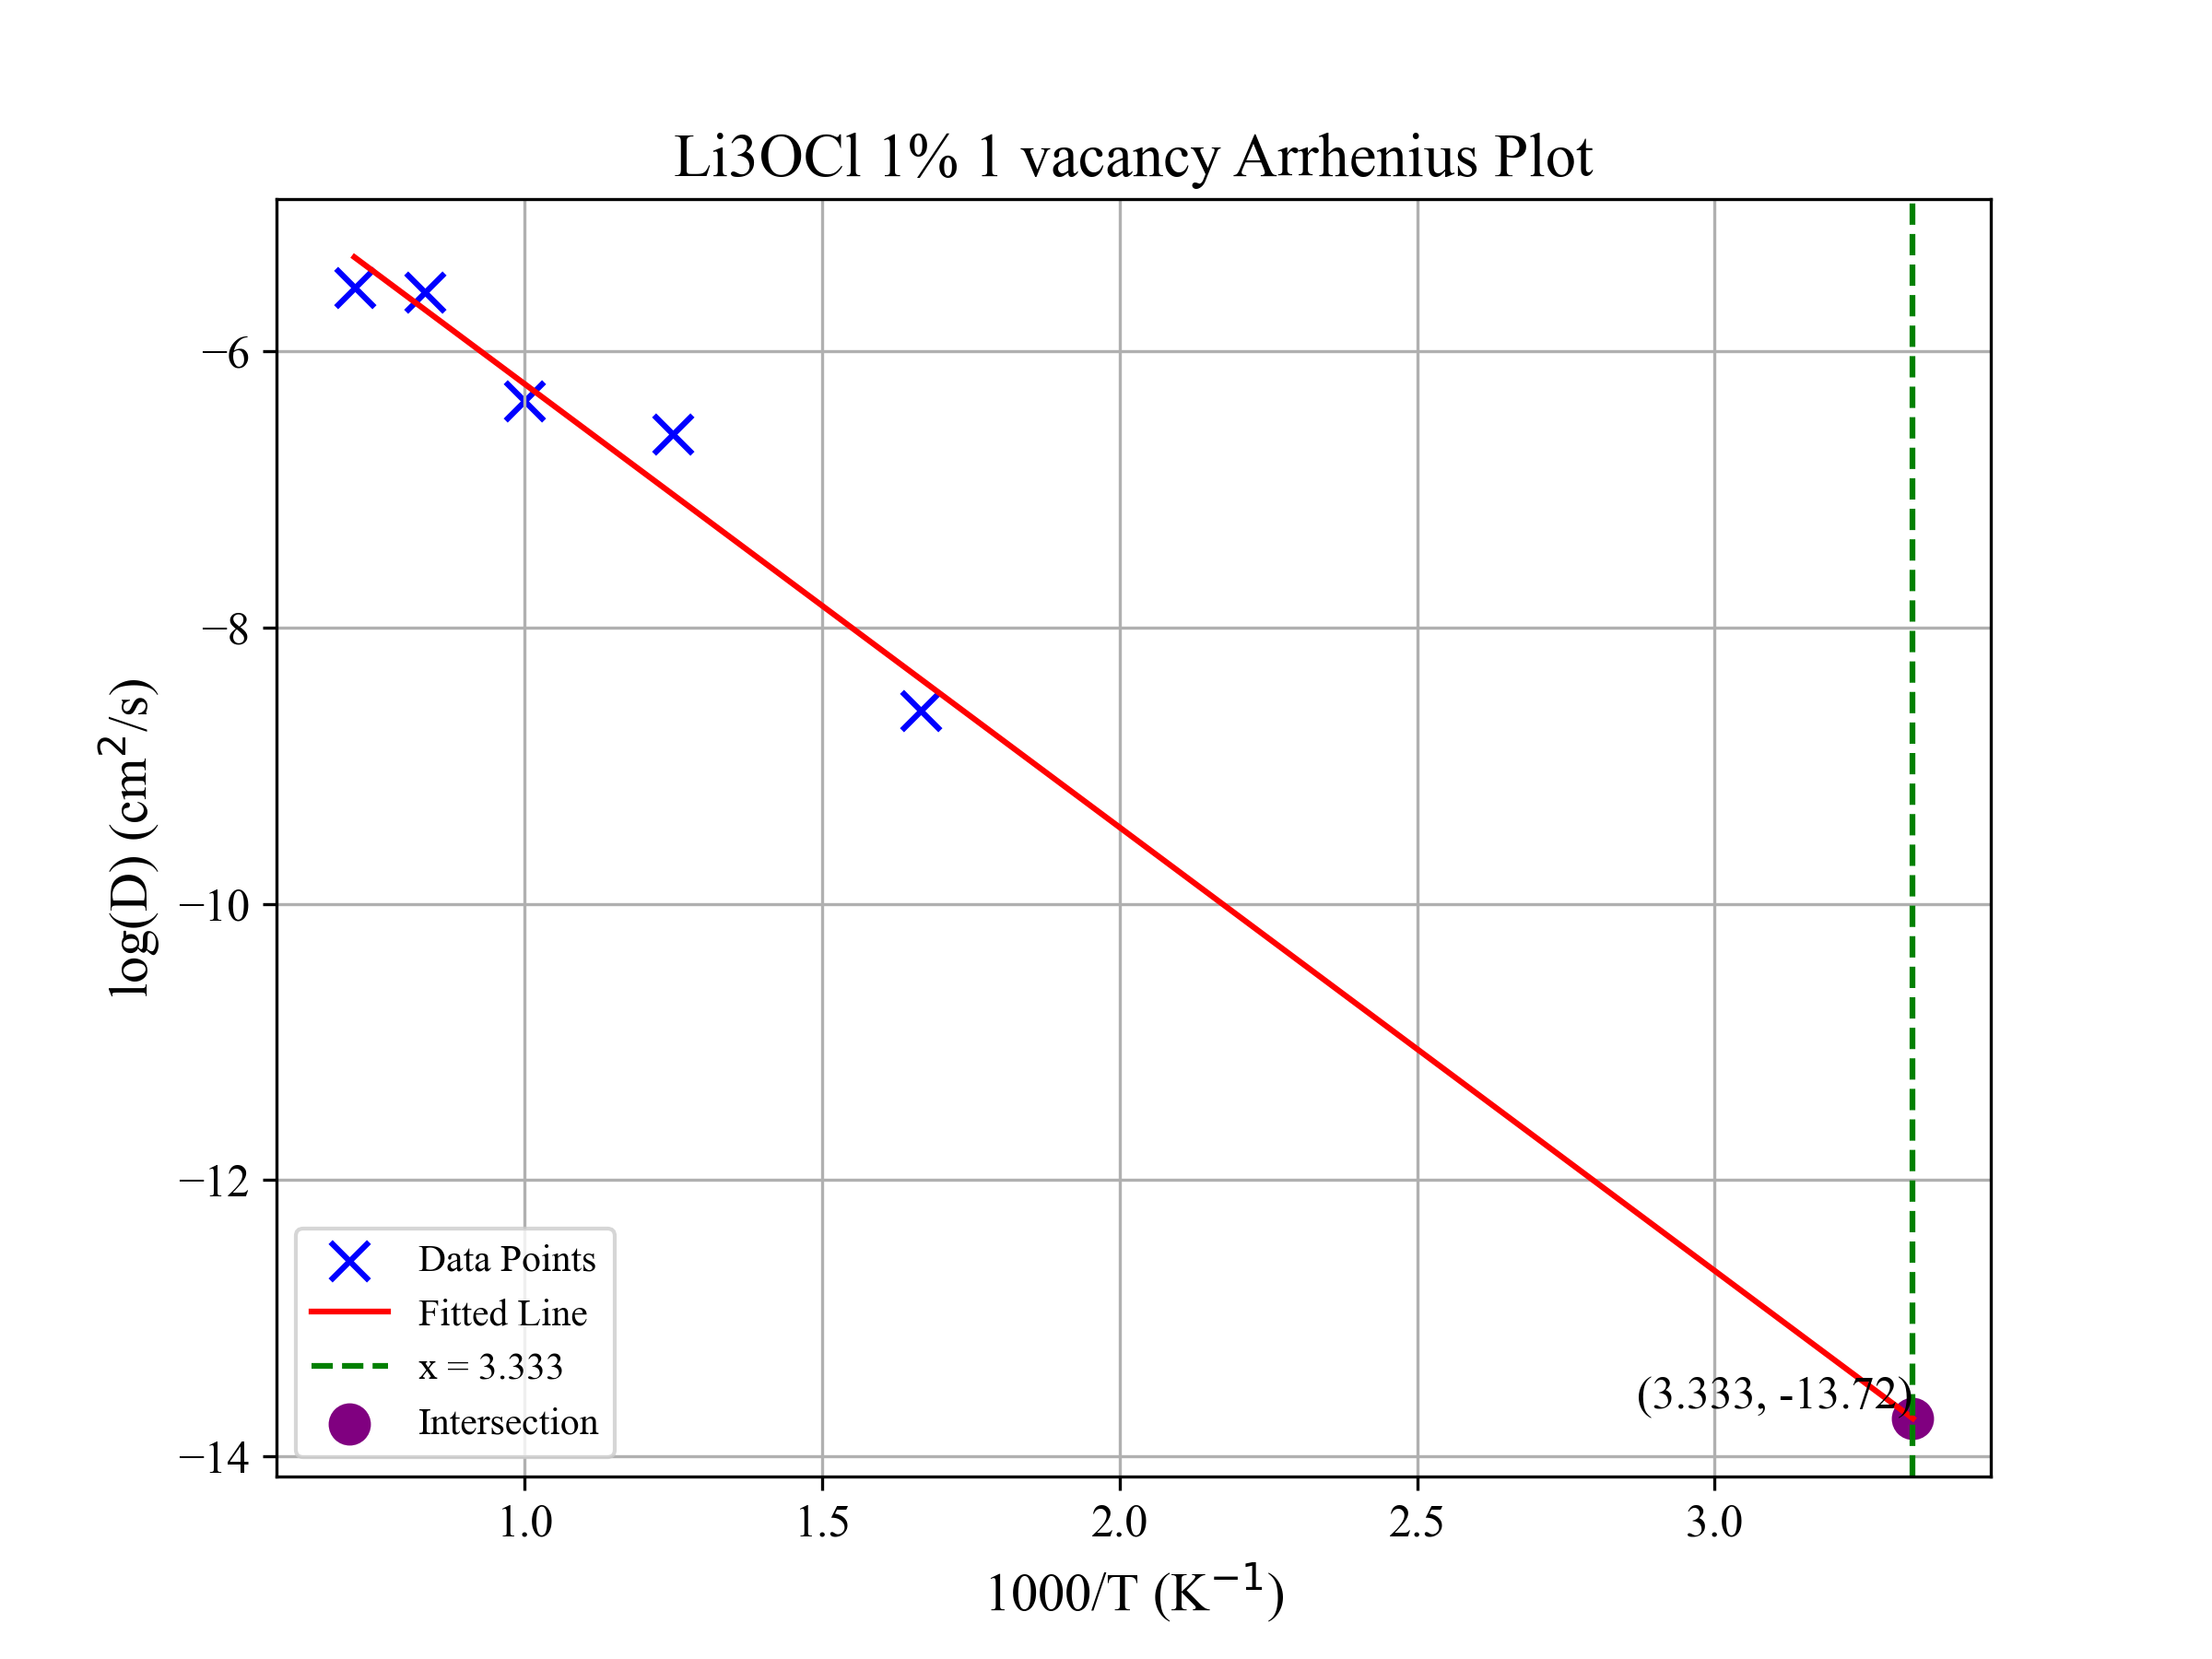 Li3OCl 1% 1 vacancy Arrhenius Plot
log(D) (cm²/s)
−6
−8
−10
−12
−14
Data Points
Fitted Line
x = 3.333
Intersection
(3.333, -13.72)
1.0 1.5 2.0 2.5 3.0
1000/T (K⁻¹)